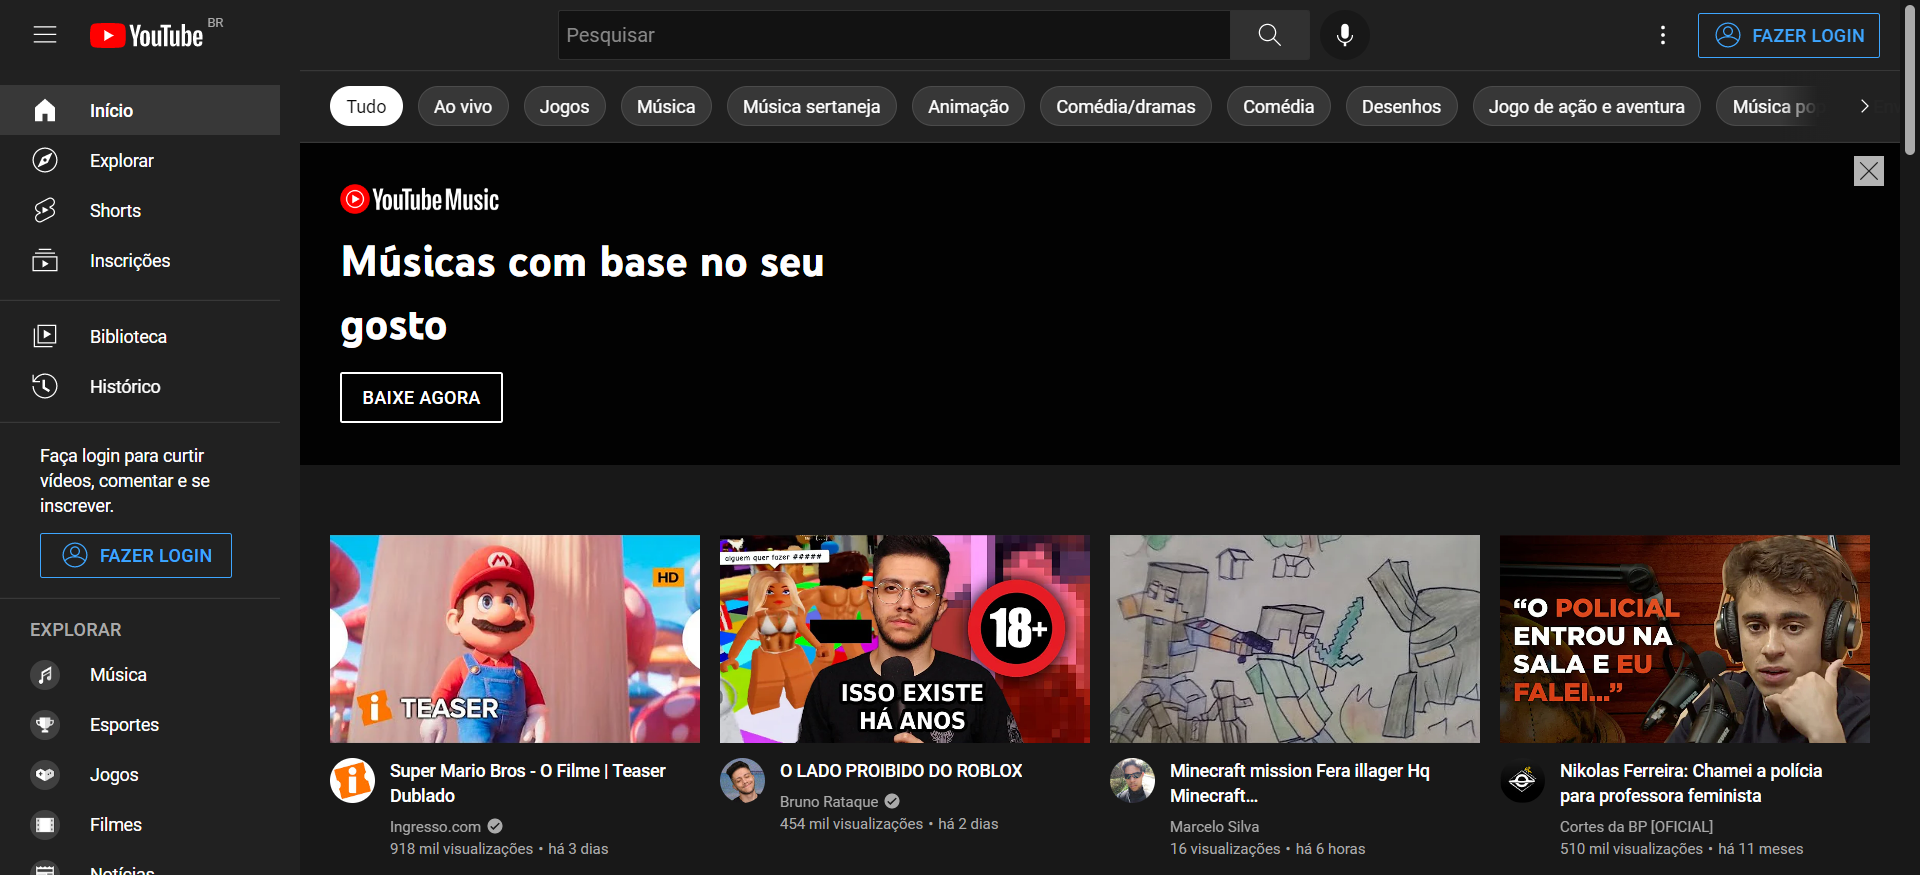 YouTube BR
Pesquisar
FAZER LOGIN
Início
Explorar
Shorts
Inscrições
Biblioteca
Histórico
Faça login para curtir
vídeos, comentar e se
inscrever.
FAZER LOGIN
EXPLORAR
Música
Esportes
Jogos
Filmes
Notícias
Tudo
Ao vivo
Jogos
Música
Música sertaneja
Animação
Comédia/dramas
Comédia
Desenhos
Jogo de ação e aventura
Música pop
YouTube Music
Músicas com base no seu
gosto
BAIXE AGORA
HD
TEASER
Super Mario Bros - O Filme | Teaser
Dublado
Ingresso.com
918 mil visualizações • há 3 dias
alguem quer fazer #####
18+
ISSO EXISTE
HÁ ANOS
O LADO PROIBIDO DO ROBLOX
Bruno Rataque
454 mil visualizações • há 2 dias
Minecraft mission Fera illager Hq
Minecraft...
Marcelo Silva
16 visualizações • há 6 horas
“O POLICIAL
ENTROU NA
SALA E EU
FALEI...”
Nikolas Ferreira: Chamei a polícia
para professora feminista
Cortes da BP [OFICIAL]
510 mil visualizações • há 11 meses